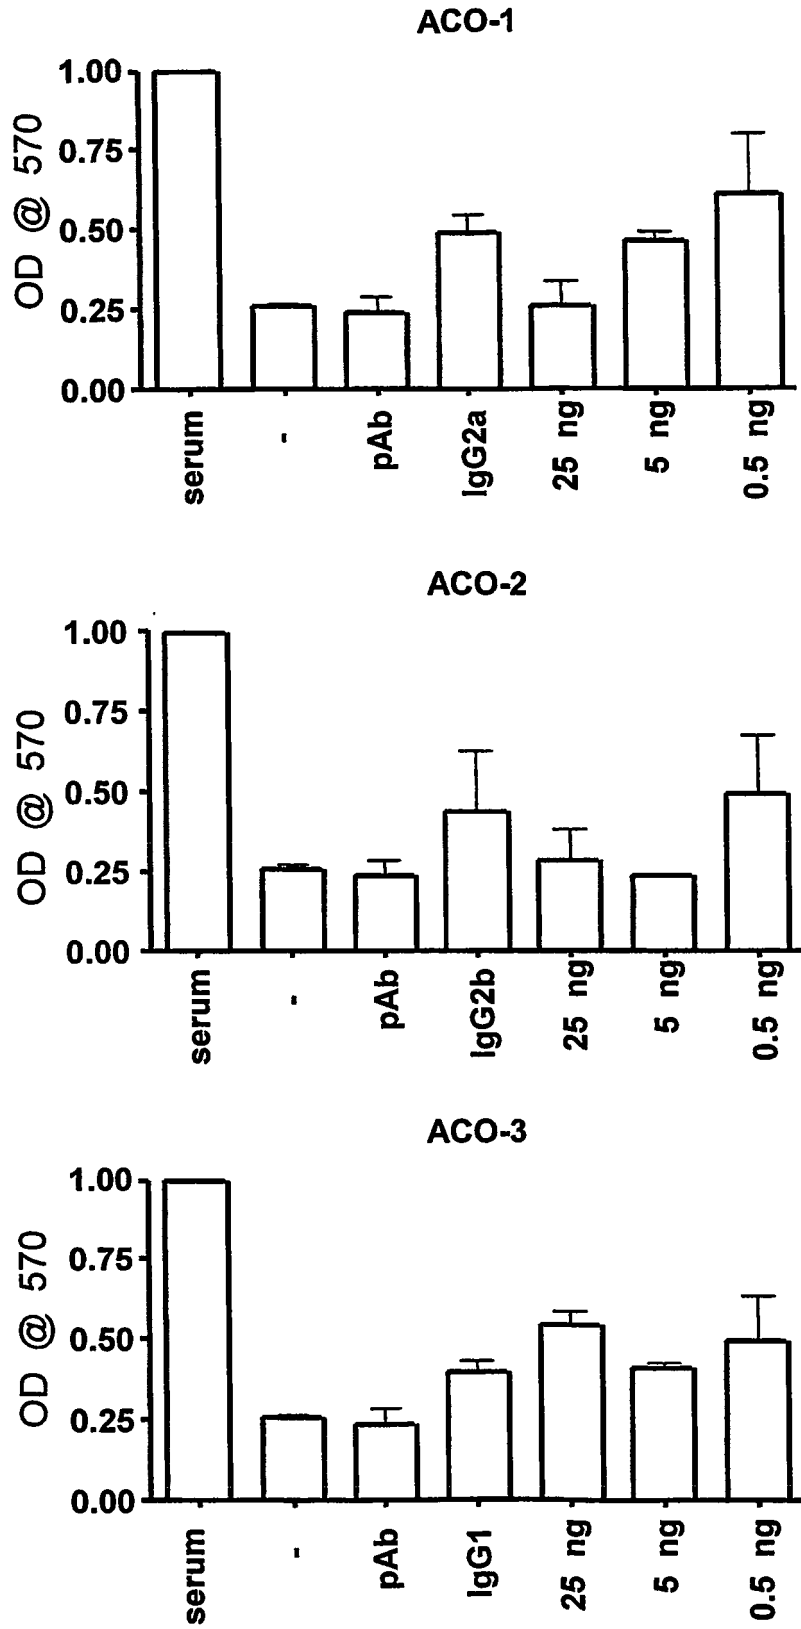 ACO-1
OD @ 570
1.00
0.75
0.50
0.25
0.00
serum
-
pAb
IgG2a
25 ng
5 ng
0.5 ng
ACO-2
OD @ 570
1.00
0.75
0.50
0.25
0.00
serum
-
pAb
IgG2b
25 ng
5 ng
0.5 ng
ACO-3
OD @ 570
1.00
0.75
0.50
0.25
0.00
serum
-
pAb
IgG1
25 ng
5 ng
0.5 ng